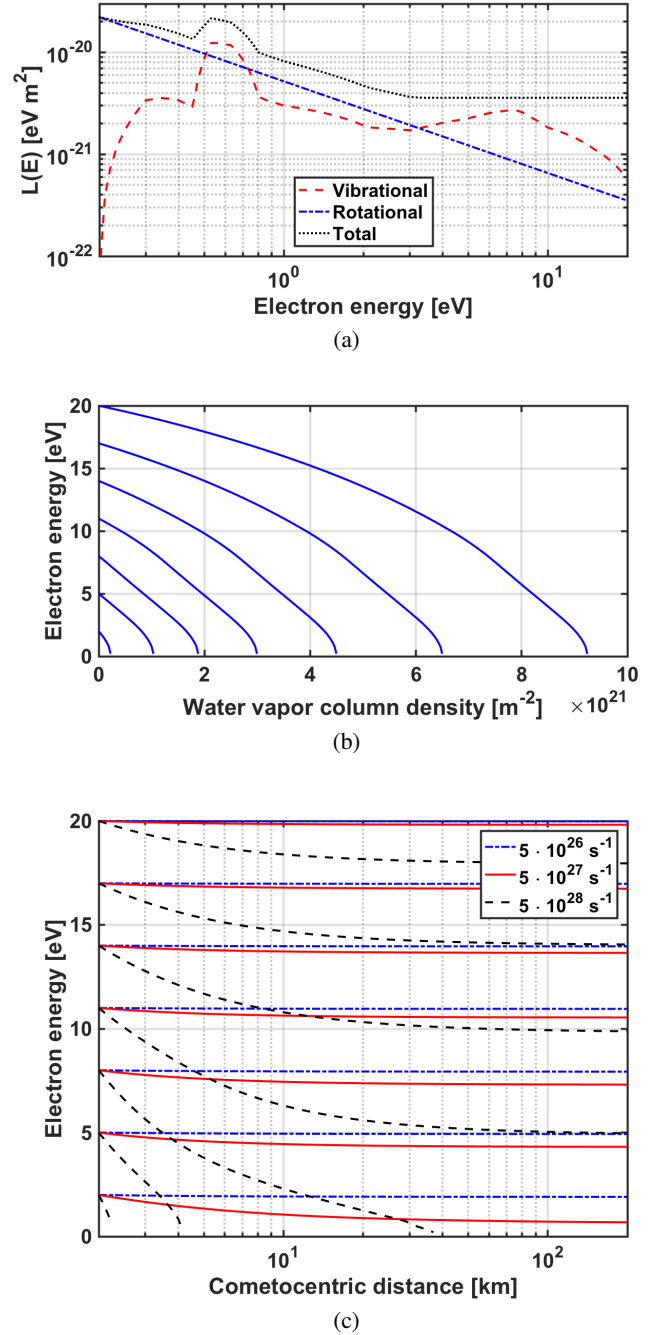 10^-20
10^-21
10^-22
L(E) [eV m^2]
Vibrational
Rotational
Total
10^0
10^1
Electron energy [eV]
(a)
20
15
10
5
0
Electron energy [eV]
0
2
4
6
8
10
Water vapor column density [m^-2]
×10^21
(b)
20
15
10
5
0
Electron energy [eV]
5 · 10^26 s^-1
5 · 10^27 s^-1
5 · 10^28 s^-1
10^1
10^2
Cometocentric distance [km]
(c)